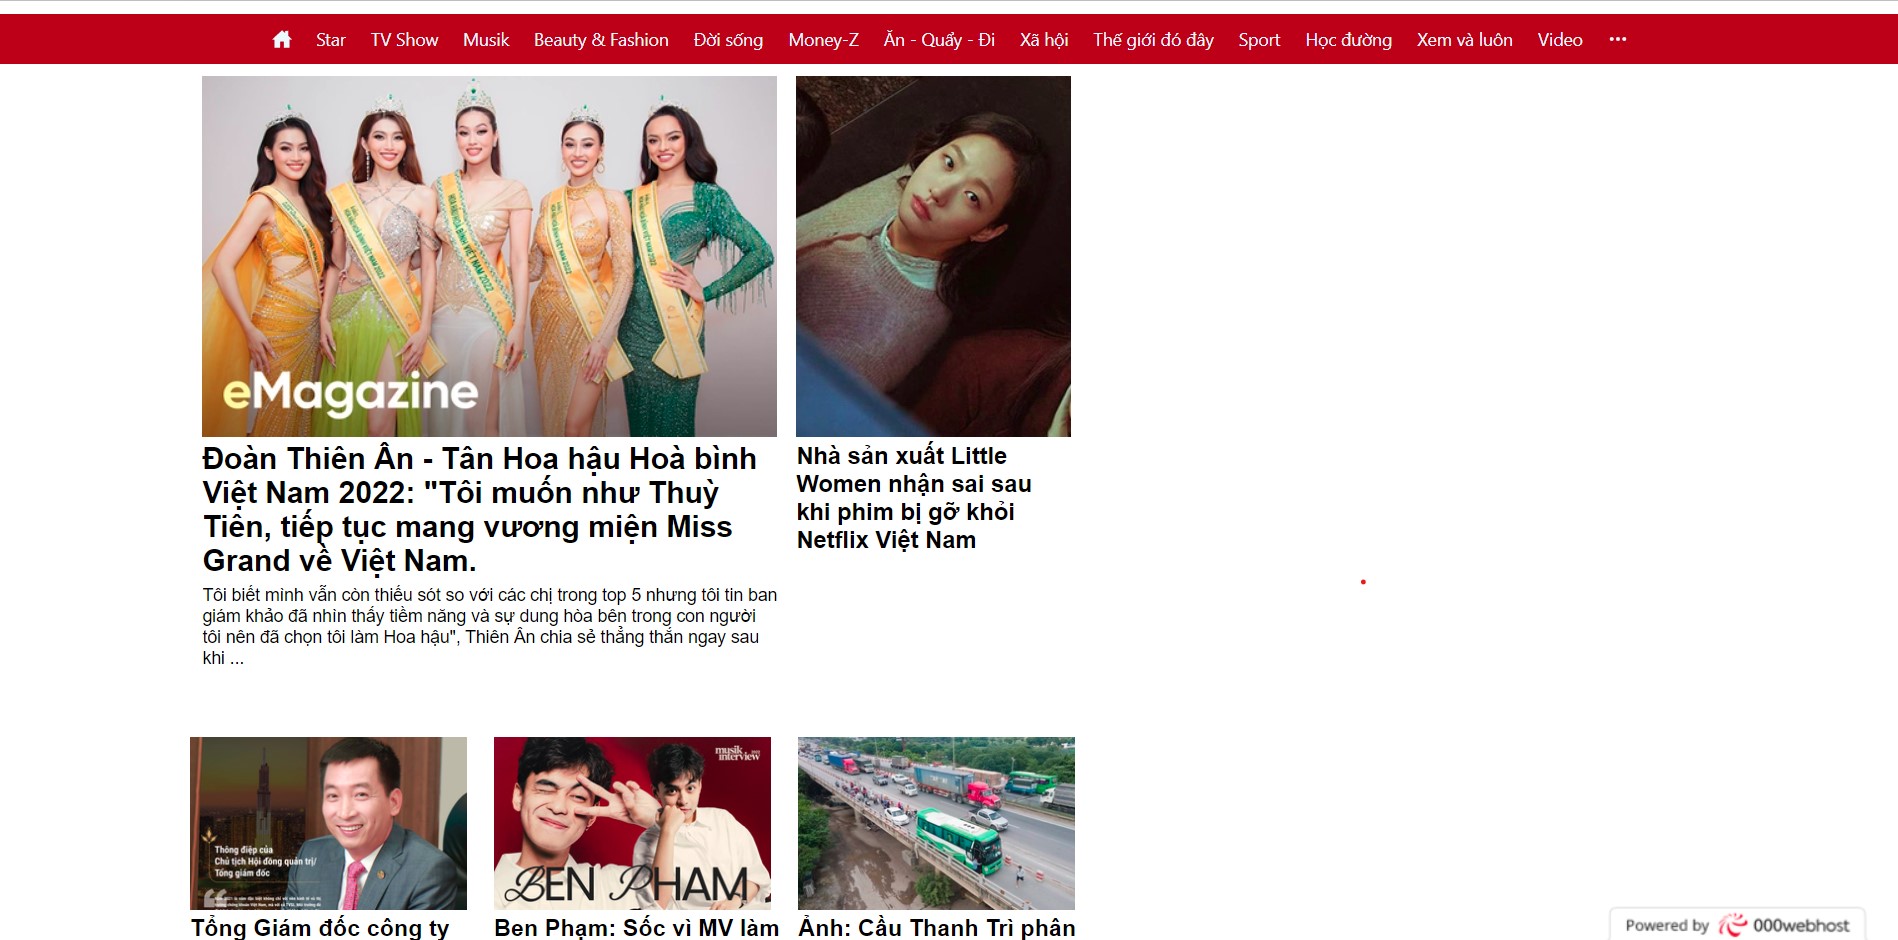 Star TV Show Musik Beauty & Fashion Đời sống Money-Z Ăn - Quẩy - Đi Xã hội Thế giới đó đây Sport Học đường Xem và luôn Video
HOÀ BÌNH VIỆT NAM 2022
eMagazine
Đoàn Thiên Ân - Tân Hoa hậu Hoà bình
Việt Nam 2022: "Tôi muốn như Thuỳ
Tiên, tiếp tục mang vương miện Miss
Grand về Việt Nam.
Tôi biết mình vẫn còn thiếu sót so với các chị trong top 5 nhưng tôi tin ban
giám khảo đã nhìn thấy tiềm năng và sự dung hòa bên trong con người
tôi nên đã chọn tôi làm Hoa hậu", Thiên Ân chia sẻ thẳng thắn ngay sau
khi ...
Nhà sản xuất Little
Women nhận sai sau
khi phim bị gỡ khỏi
Netflix Việt Nam
Thông điệp của
Chủ tịch Hội đồng quản trị/
Tổng giám đốc
Tổng Giám đốc công ty
musik
interview
BEN PHAM
Ben Phạm: Sốc vì MV làm
Ảnh: Cầu Thanh Trì phân
Powered by 000webhost